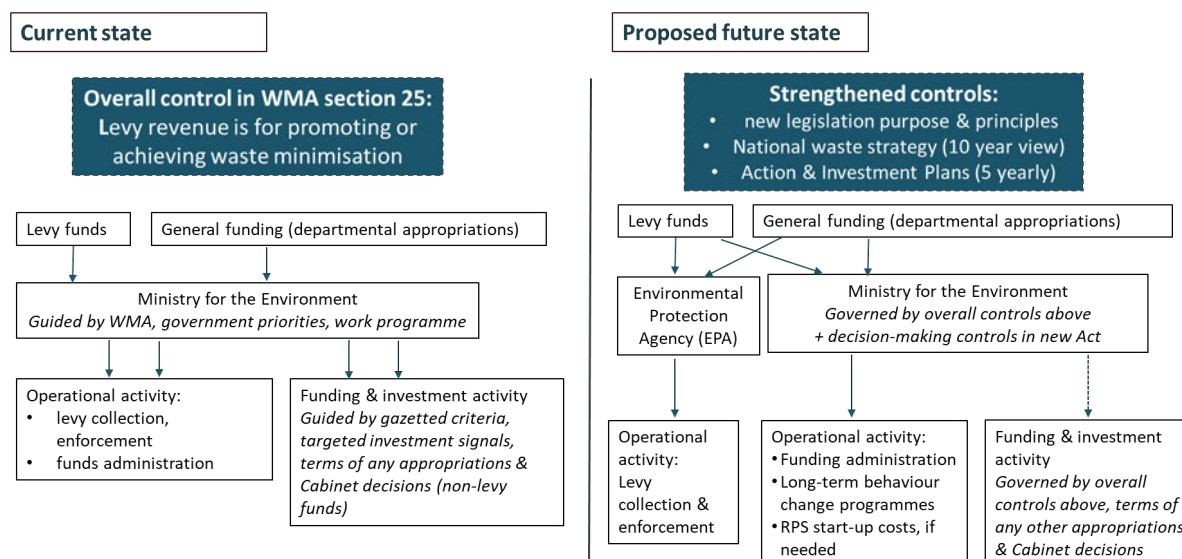 Current state
Overall control in WMA section 25:
Levy revenue is for promoting or
achieving waste minimisation
Levy funds
General funding (departmental appropriations)
Ministry for the Environment
Guided by WMA, government priorities, work programme
Operational activity:
• levy collection,
enforcement
• funds administration
Funding & investment activity
Guided by gazetted criteria,
targeted investment signals,
terms of any appropriations &
Cabinet decisions (non-levy
funds)
Proposed future state
Strengthened controls:
• new legislation purpose & principles
• National waste strategy (10 year view)
• Action & Investment Plans (5 yearly)
Levy funds
General funding (departmental appropriations)
Environmental
Protection
Agency (EPA)
Ministry for the Environment
Governed by overall controls above
+ decision-making controls in new Act
Operational
activity:
Levy
collection &
enforcement
Operational activity:
• Funding administration
• Long-term behaviour
change programmes
• RPS start-up costs, if
needed
Funding & investment
activity
Governed by overall
controls above, terms of
any other appropriations
& Cabinet decisions